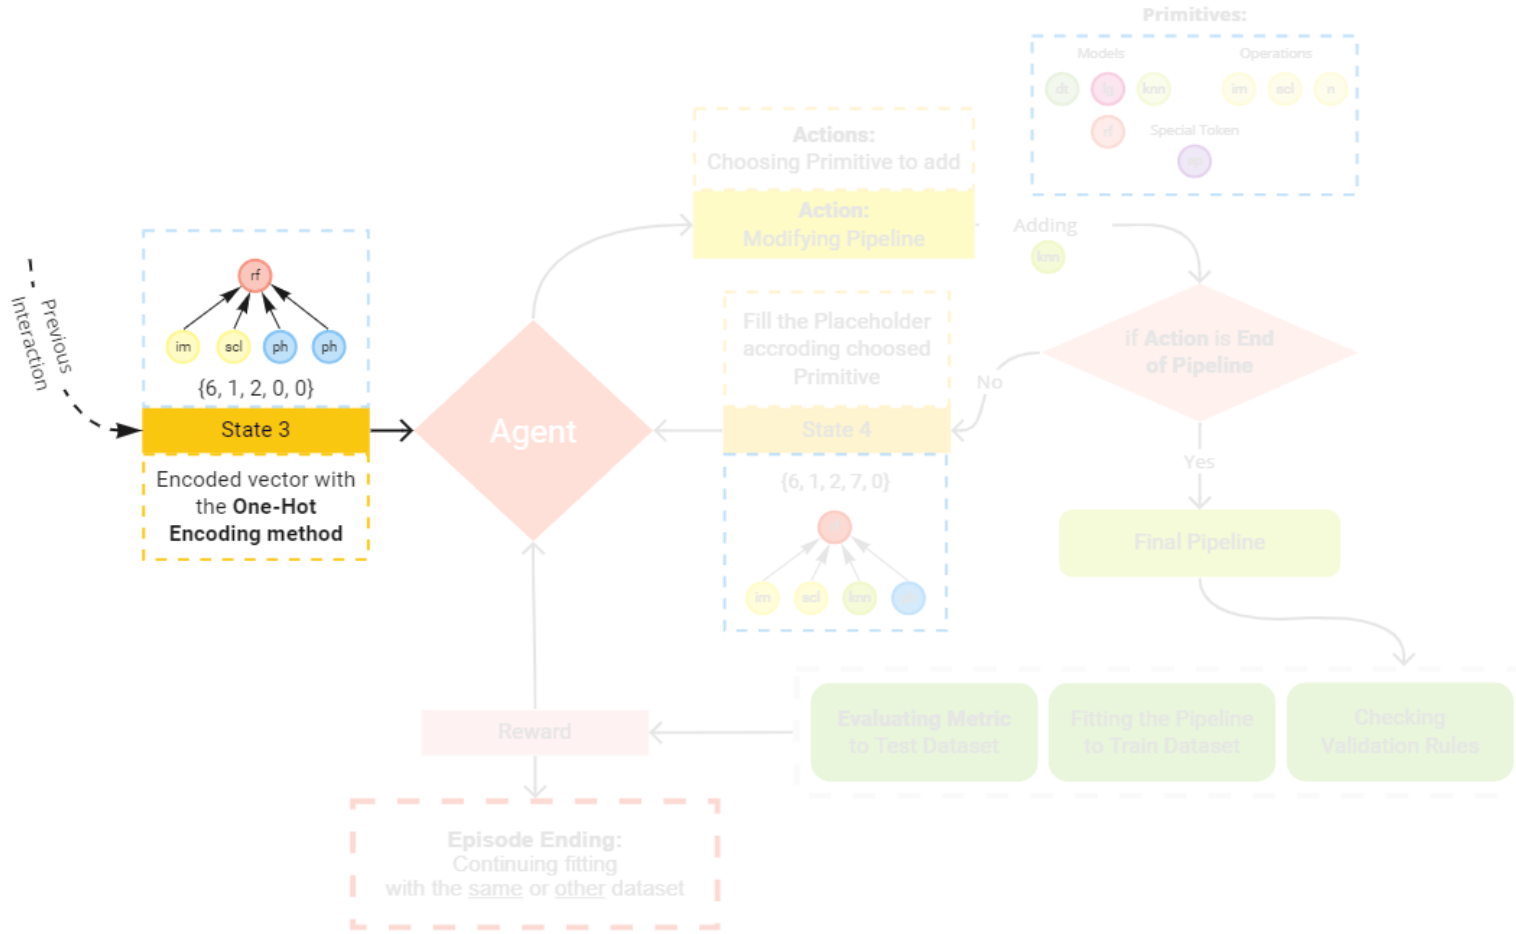 Primitives:
Models
Operations
dt
lg
knn
im
scl
n
rf
Special Token
Actions:
Choosing Primitive to add
Action:
Modifying Pipeline
Adding
knn
Previous
Interaction
rf
im
scl
ph
ph
{6, 1, 2, 0, 0}
State 3
Encoded vector with
the One-Hot
Encoding method
Agent
Fill the Placeholder
accroding choosed
Primitive
No
State 4
{6, 1, 2, 7, 0}
im
scl
knn
if Action is End
of Pipeline
Yes
Final Pipeline
Evaluating Metric
to Test Dataset
Fitting the Pipeline
to Train Dataset
Checking
Validation Rules
Reward
Episode Ending:
Continuing fitting
with the same or other dataset